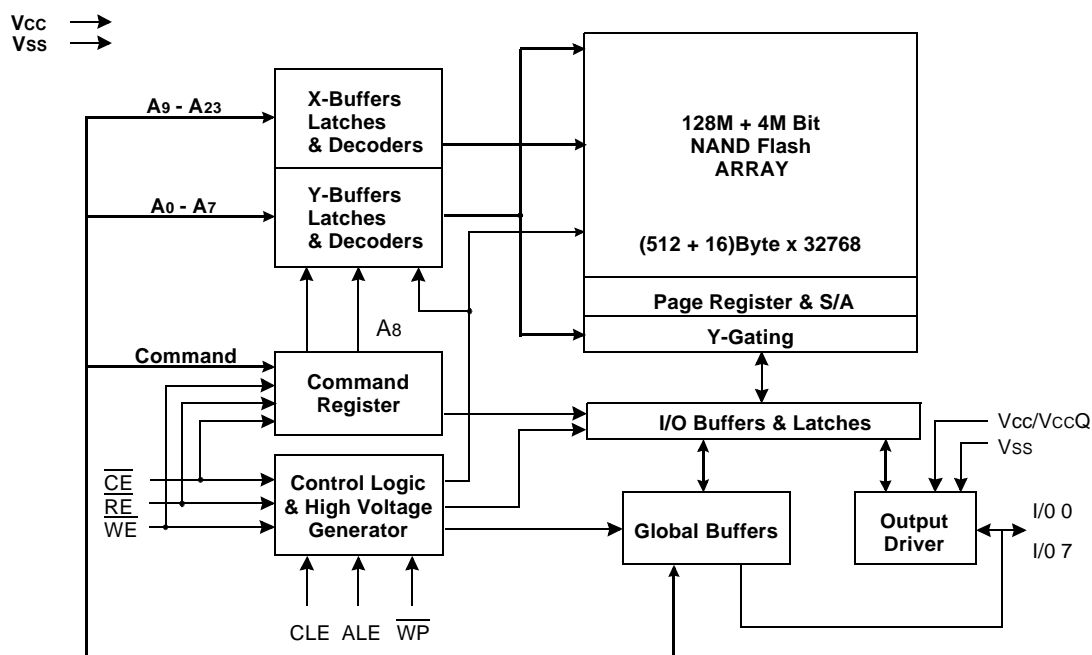 VCC
VSS
A9 - A23
X-Buffers
Latches
& Decoders
A0 - A7
Y-Buffers
Latches
& Decoders
128M + 4M Bit
NAND Flash
ARRAY
(512 + 16)Byte x 32768
Page Register & S/A
Y-Gating
A8
Command
Command
Register
I/O Buffers & Latches
Vcc/VCCQ
VSS
CE
RE
WE
Control Logic
& High Voltage
Generator
Global Buffers
Output
Driver
I/0 0
I/0 7
CLE
ALE
WP